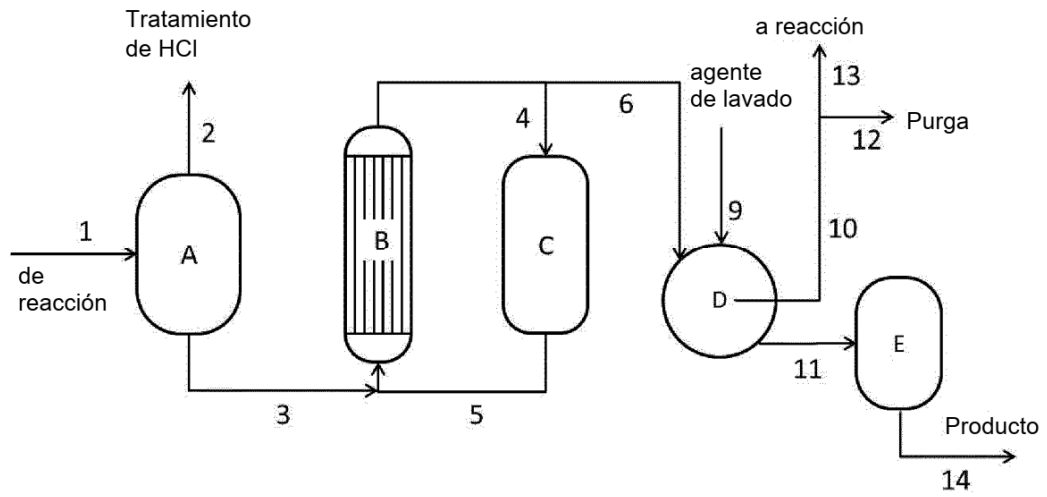 Tratamiento
de HCl
2
1
A
de
reacción
3
B
4
C
5
6
agente
de lavado
9
D
a reacción
13
12
Purga
10
11
E
Producto
14